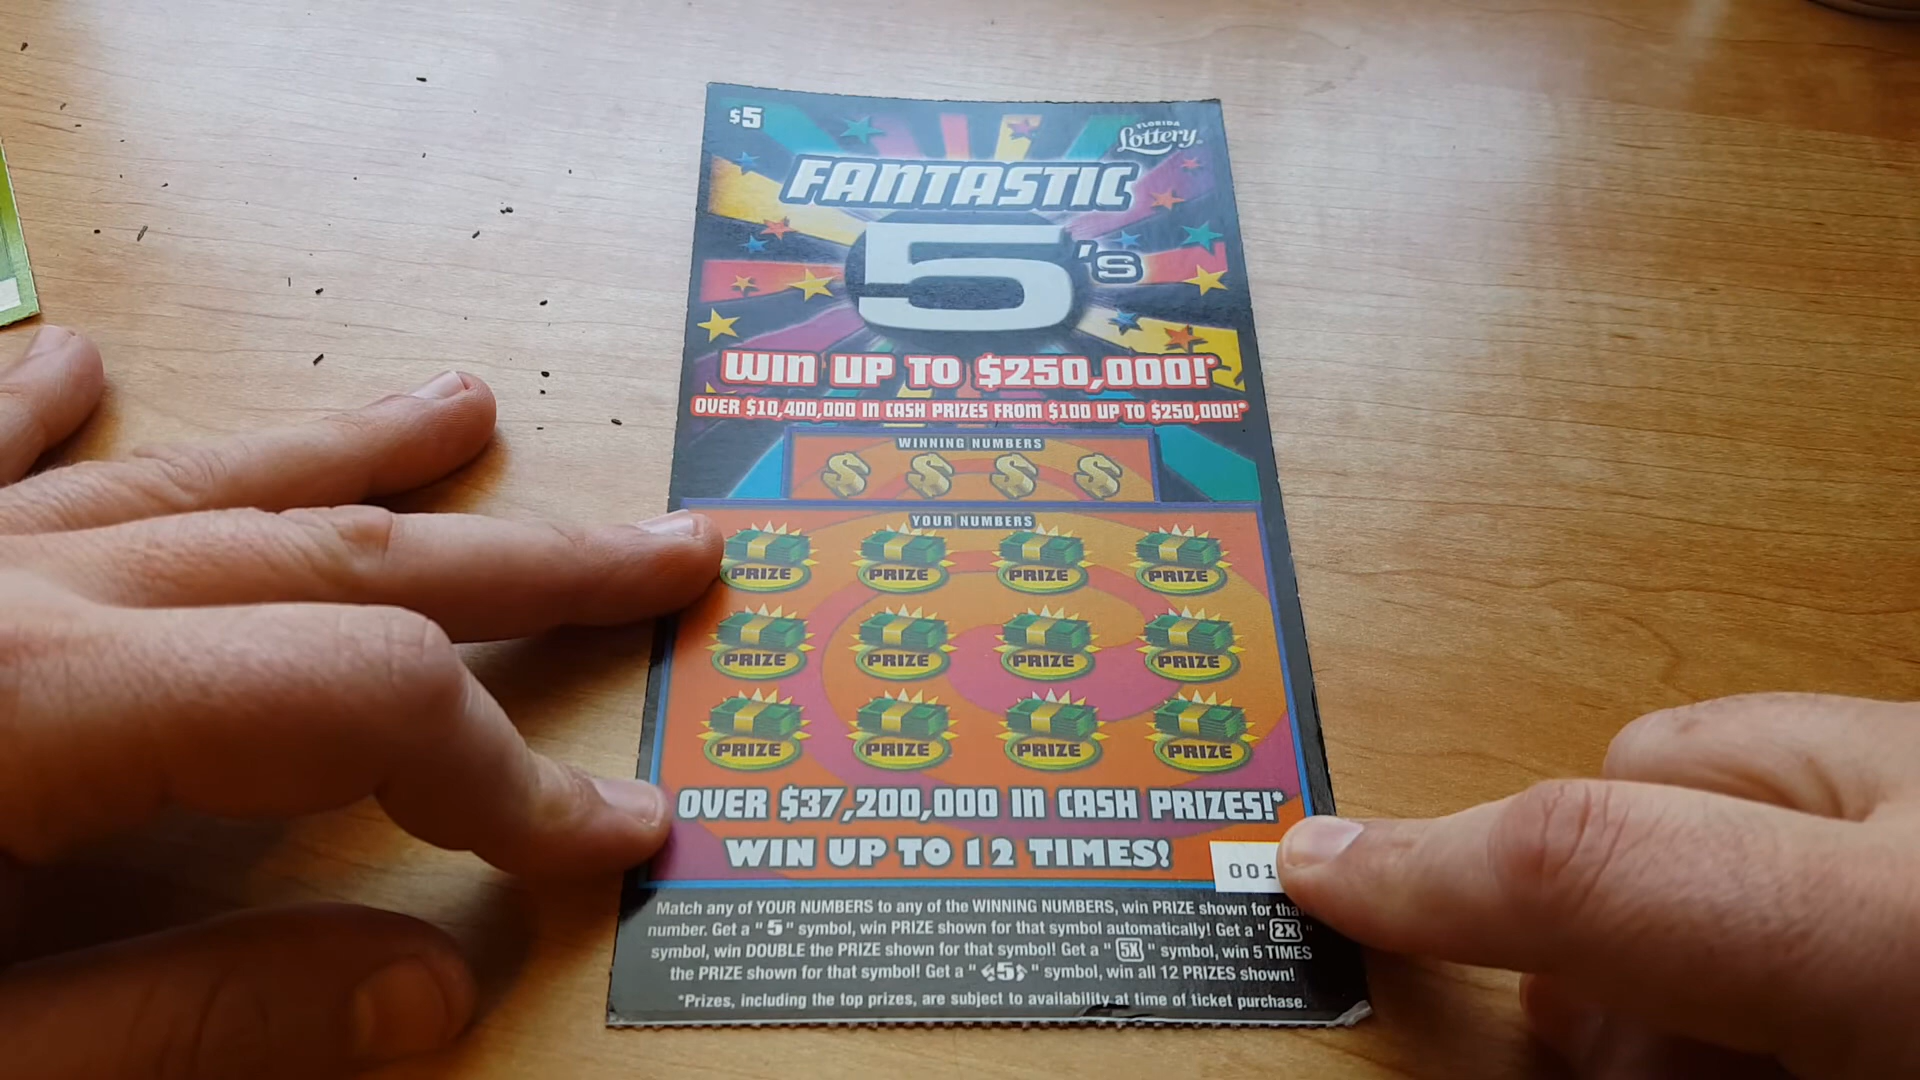 $5
FLORIDA
Lottery
FANTASTIC
5's
WIN UP TO $250,000!*
OVER $10,400,000 IN CASH PRIZES FROM $100 UP TO $250,000!*
WINNING NUMBERS
$ $ $ $
YOUR NUMBERS
PRIZE PRIZE PRIZE PRIZE
PRIZE PRIZE PRIZE PRIZE
PRIZE PRIZE PRIZE PRIZE
OVER $37,200,000 IN CASH PRIZES!*
WIN UP TO 12 TIMES!
001
Match any of YOUR NUMBERS to any of the WINNING NUMBERS, win PRIZE shown for
number. Get a "5" symbol, win PRIZE shown for that symbol automatically! Get a "2X"
symbol, win DOUBLE the PRIZE shown for that symbol! Get a "5X" symbol, win 5 TIMES
the PRIZE shown for that symbol! Get a "5" symbol, win all 12 PRIZES shown!
*Prizes, including the top prizes, are subject to availability at time of ticket purchase.